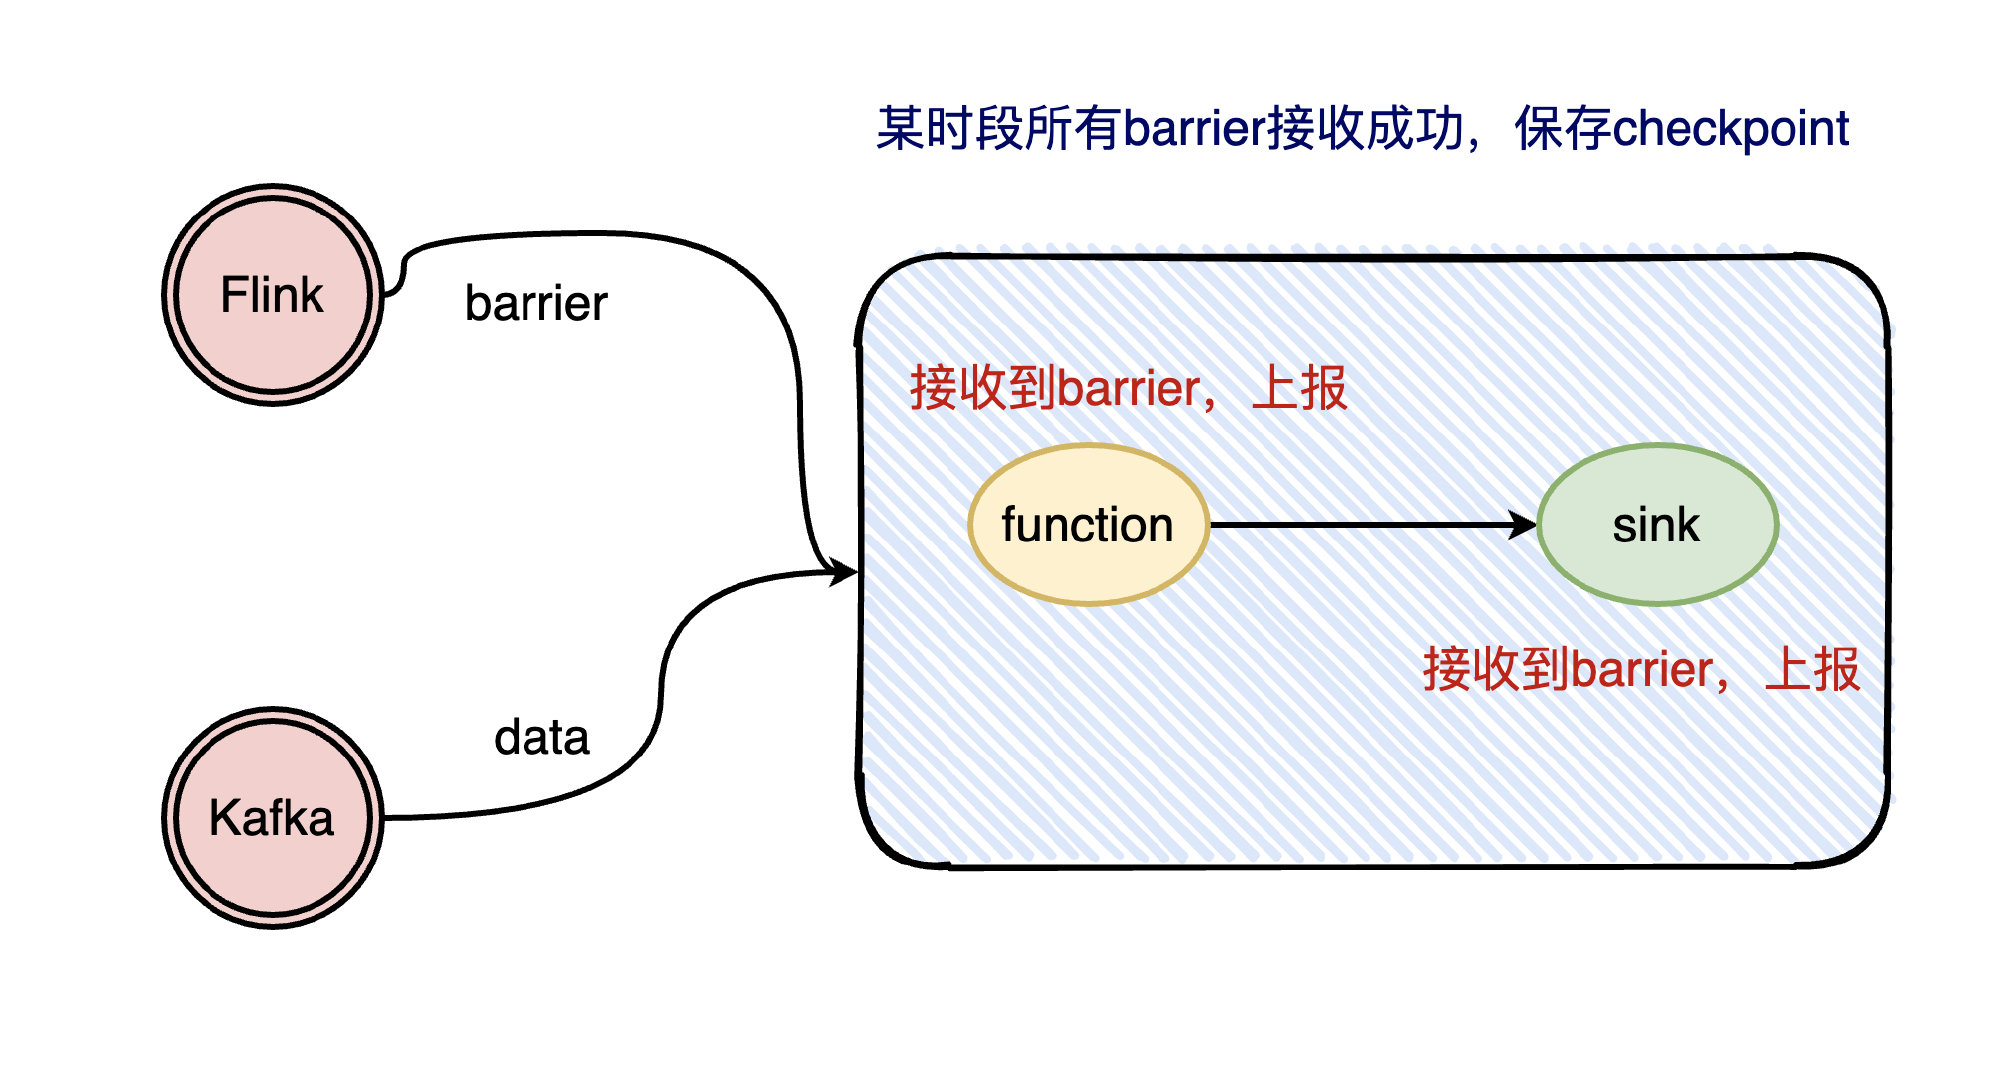 某时段所有barrier接收成功，保存checkpoint
Flink
barrier
接收到barrier，上报
function
sink
接收到barrier，上报
data
Kafka